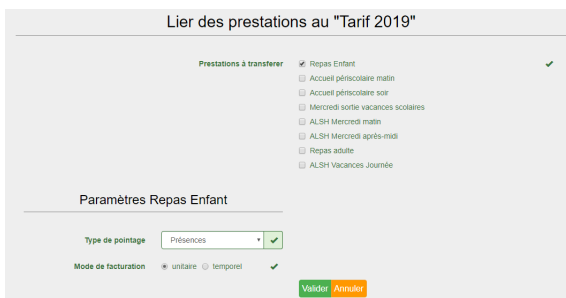 Lier des prestations au "Tarif 2019"
Prestations à transferer
Repas Enfant
Accueil périscolaire matin
Accueil périscolaire soir
Mercredi sortie vacances scolaires
ALSH Mercredi matin
ALSH Mercredi après-midi
Repas adulte
ALSH Vacances Journée
Paramètres Repas Enfant
Type de pointage Présences
Mode de facturation unitaire temporel
Valider Annuler